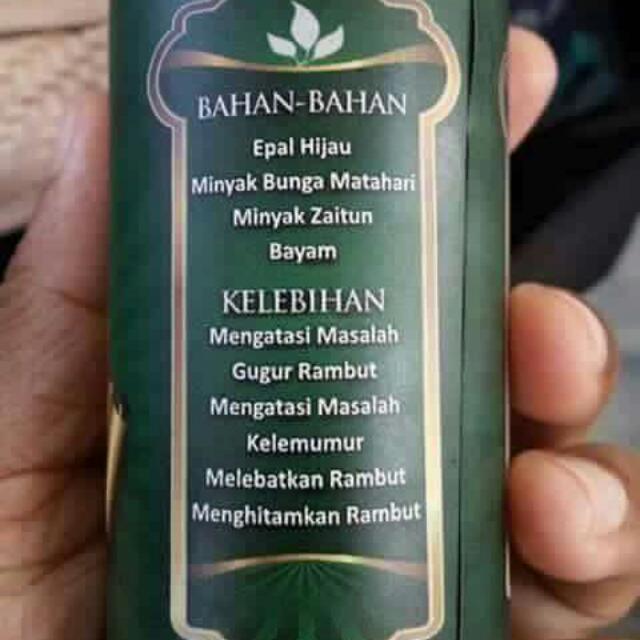 BAHAN-BAHAN
Epal Hijau
Minyak Bunga Matahari
Minyak Zaitun
Bayam
KELEBIHAN
Mengatasi Masalah
Gugur Rambut
Mengatasi Masalah
Kelemumur
Melebatkan Rambut
Menghitamkan Rambut